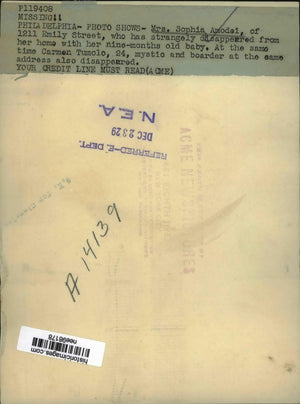 P119408
MISSING!!
PHILADELPHIA- PHOTO SHOWS- Mrs. Sophia Amodei, of
1211 Emily Street, who has strangely disappeared from
her home with her nine-months old baby. At the same
time Carmen Tumolo, 24, mystic and boarder at the same
address also disappeared.
YOUR CREDIT LINE MUST READ(ACME)
N.E.A.
DEC 23 29
REFERRED-E. DEPT.
ACME NEWSPICTURES
A 14139
historicimages.com
nee98178